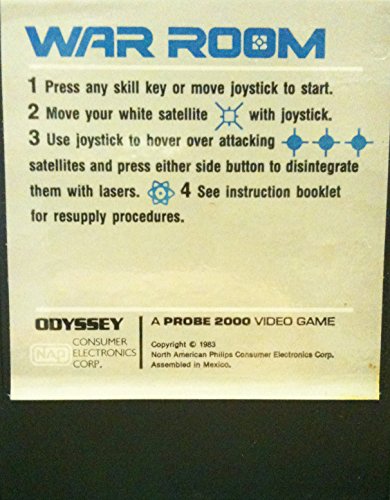 WAR ROOM
1 Press any skill key or move joystick to start.
2 Move your white satellite with joystick.
3 Use joystick to hover over attacking
satellites and press either side button to disintegrate
them with lasers. 4 See instruction booklet
for resupply procedures.
ODYSSEY
NAP
CONSUMER
ELECTRONICS
CORP.
A PROBE 2000 VIDEO GAME
Copyright © 1983
North American Philips Consumer Electronics Corp.
Assembled in Mexico.